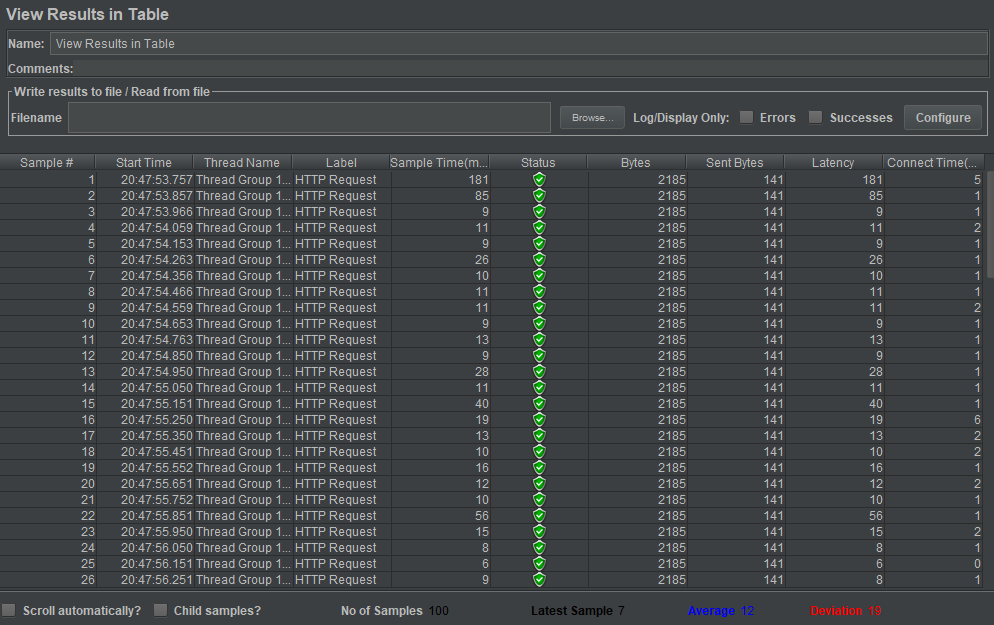 View Results in Table
Name: View Results in Table
Comments:
Write results to file / Read from file
Filename Browse... Log/Display Only: Errors Successes Configure
Sample # Start Time Thread Name Label Sample Time(m... Status Bytes Sent Bytes Latency Connect Time(...
1 20:47:53.757 Thread Group 1... HTTP Request 181 2185 141 181 5
2 20:47:53.857 Thread Group 1... HTTP Request 85 2185 141 85 1
3 20:47:53.966 Thread Group 1... HTTP Request 9 2185 141 9 1
4 20:47:54.059 Thread Group 1... HTTP Request 11 2185 141 11 2
5 20:47:54.153 Thread Group 1... HTTP Request 9 2185 141 9 1
6 20:47:54.263 Thread Group 1... HTTP Request 26 2185 141 26 1
7 20:47:54.356 Thread Group 1... HTTP Request 10 2185 141 10 1
8 20:47:54.466 Thread Group 1... HTTP Request 11 2185 141 11 1
9 20:47:54.559 Thread Group 1... HTTP Request 11 2185 141 11 2
10 20:47:54.653 Thread Group 1... HTTP Request 9 2185 141 9 1
11 20:47:54.763 Thread Group 1... HTTP Request 13 2185 141 13 1
12 20:47:54.850 Thread Group 1... HTTP Request 9 2185 141 9 1
13 20:47:54.950 Thread Group 1... HTTP Request 28 2185 141 28 1
14 20:47:55.050 Thread Group 1... HTTP Request 11 2185 141 11 1
15 20:47:55.151 Thread Group 1... HTTP Request 40 2185 141 40 1
16 20:47:55.250 Thread Group 1... HTTP Request 19 2185 141 19 6
17 20:47:55.350 Thread Group 1... HTTP Request 13 2185 141 13 2
18 20:47:55.451 Thread Group 1... HTTP Request 10 2185 141 10 2
19 20:47:55.552 Thread Group 1... HTTP Request 16 2185 141 16 1
20 20:47:55.651 Thread Group 1... HTTP Request 12 2185 141 12 2
21 20:47:55.752 Thread Group 1... HTTP Request 10 2185 141 10 1
22 20:47:55.851 Thread Group 1... HTTP Request 56 2185 141 56 1
23 20:47:55.950 Thread Group 1... HTTP Request 15 2185 141 15 2
24 20:47:56.050 Thread Group 1... HTTP Request 8 2185 141 8 1
25 20:47:56.151 Thread Group 1... HTTP Request 6 2185 141 6 0
26 20:47:56.251 Thread Group 1... HTTP Request 9 2185 141 8 1
Scroll automatically? Child samples? No of Samples 100 Latest Sample 7 Average 12 Deviation 19